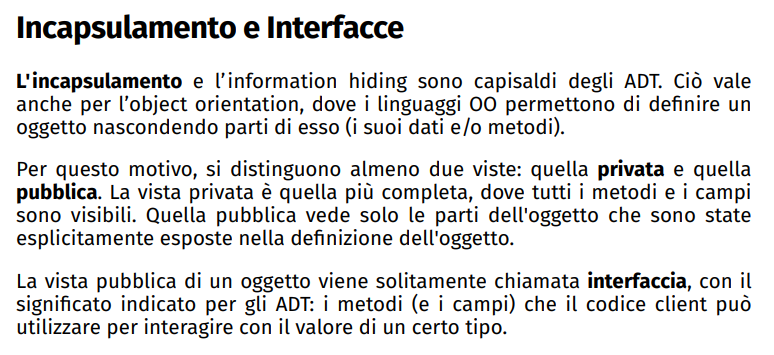 Incapsulamento e Interfacce
L'incapsulamento e l’information hiding sono capisaldi degli ADT. Ciò vale
anche per l’object orientation, dove i linguaggi OO permettono di definire un
oggetto nascondendo parti di esso (i suoi dati e/o metodi).
Per questo motivo, si distinguono almeno due viste: quella privata e quella
pubblica. La vista privata è quella più completa, dove tutti i metodi e i campi
sono visibili. Quella pubblica vede solo le parti dell'oggetto che sono state
esplicitamente esposte nella definizione dell'oggetto.
La vista pubblica di un oggetto viene solitamente chiamata interfaccia, con il
significato indicato per gli ADT: i metodi (e i campi) che il codice client può
utilizzare per interagire con il valore di un certo tipo.